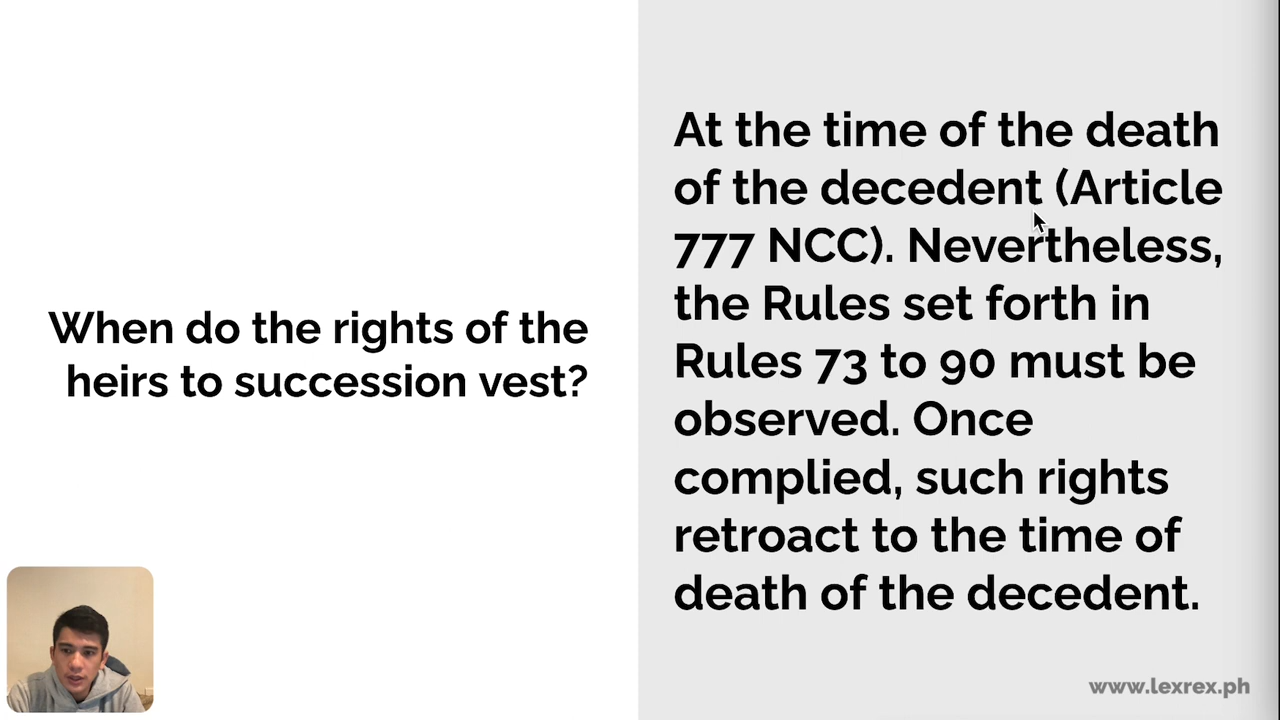 When do the rights of the
heirs to succession vest?
At the time of the death
of the decedent (Article
777 NCC). Nevertheless,
the Rules set forth in
Rules 73 to 90 must be
observed. Once
complied, such rights
retroact to the time of
death of the decedent.
www.lexrex.ph